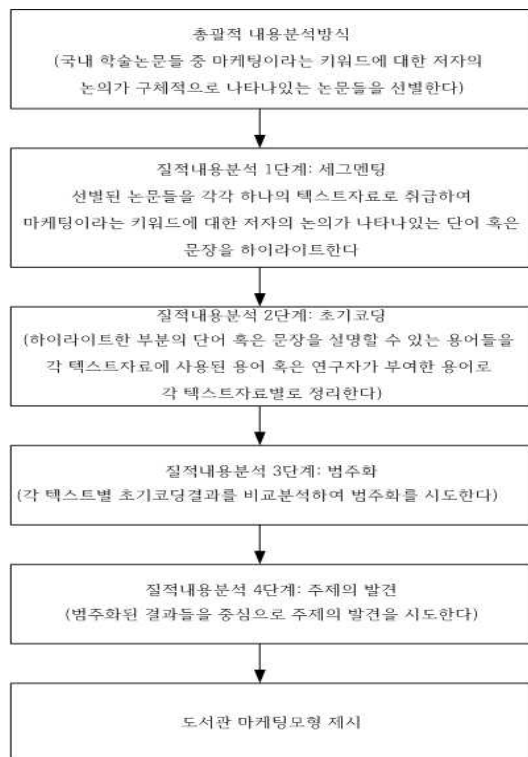 총괄적 내용분석방식
(국내 학술논문들 중 마케팅이라는 키워드에 대한 저자의
논의가 구체적으로 나타나있는 논문들을 선별한다)
질적내용분석 1단계: 세그멘팅
선별된 논문들을 각각 하나의 텍스트자료로 취급하여
마케팅이라는 키워드에 대한 저자의 논의가 나타나있는 단어 혹은
문장을 하이라이트한다
질적내용분석 2단계: 초기코딩
(하이라이트한 부분의 단어 혹은 문장을 설명할 수 있는 용어들을
각 텍스트자료에 사용된 용어 혹은 연구자가 부여한 용어로
각 텍스트자료별로 정리한다)
질적내용분석 3단계: 범주화
(각 텍스트별 초기코딩결과를 비교분석하여 범주화를 시도한다)
질적내용분석 4단계: 주제의 발견
(범주화된 결과들을 중심으로 주제의 발견을 시도한다)
도서관 마케팅모형 제시